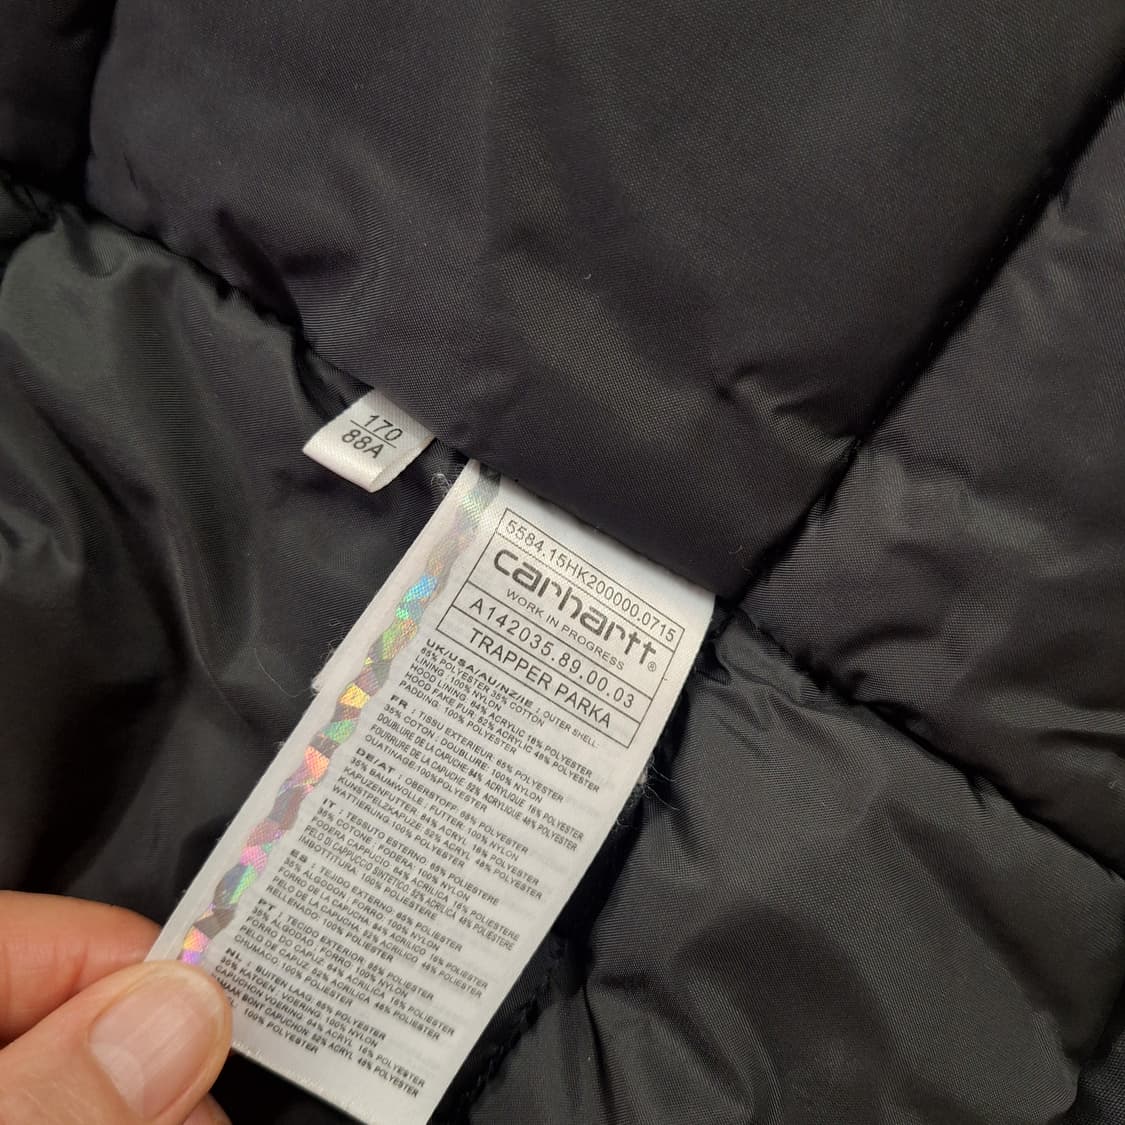 170
88A
5584.15HK200000.0715
carhartt®
WORK IN PROGRESS
A142035.89.00.03
TRAPPER PARKA
UK/USA/AU/NZ/IE : OUTER SHELL:
65% POLYESTER 35% COTTON
LINING : 100% NYLON
HOOD LINING: 84% ACRYLIC 16% POLYESTER
HOOD FAKE FUR: 52% ACRYLIC 48% POLYESTER
PADDING: 100% POLYESTER
FR : TISSU EXTERIEUR: 65% POLYESTER
35% COTON : DOUBLURE: 100% NYLON
DOUBLURE DE LA CAPUCHE:84% ACRYLIQUE 16% POLYESTER
FOURRURE DE LA CAPUCHE: 52% ACRYLIQUE 48% POLYESTER
OUATINAGE:100%POLYESTER
DE/AT : OBERSTOFF: 65% POLYESTER
35% BAUMWOLLE : FUTTER: 100% NYLON
KAPUZENFUTTER: 84% ACRYL 16% POLYESTER
KUNSTPELZKAPUZE: 52% ACRYL 48% POLYESTER
WATTIERUNG:100% POLYESTER
IT : TESSUTO ESTERNO: 65% POLIESTERE
35% COTONE : FODERA: 100% NYLON
FODERA CAPPUCIO: 84% ACRILICA 16% POLIESTERE
PELO DI CAPPUCCIO SINTETICO: 52% ACRILICA 48% POLIESTERE
IMBOTTITURA: 100% POLIESTERE
ES : TEJIDO EXTERNO: 65% POLIESTER
35% ALGODON : FORRO: 100% NYLON
FORRO DE LA CAPUCHA: 84% ACRILICO 16% POLIESTER
PELO DE LA CAPUCHA: 52% ACRILICO 48% POLIESTER
RELLENADO: 100% POLIESTER
PT : TECIDO EXTERIOR: 65% POLIESTER
35% ALGODAO : FORRO: 100% NYLON
FORRO DO CAPUZ: 84% ACRILICA 16% POLIESTER
PELO DE CAPUZ: 52% ACRILICA 48% POLIESTER
CHUMACO:100% POLIESTER
NL : BUITEN LAAG: 65% POLYESTER
35% KATOEN : VOERING: 100% NYLON
CAPUCHON VOERING: 84% ACRYL 16% POLYESTER
BONT CAPUCHON: 52% ACRYL 48% POLYESTER
100% POLYESTER